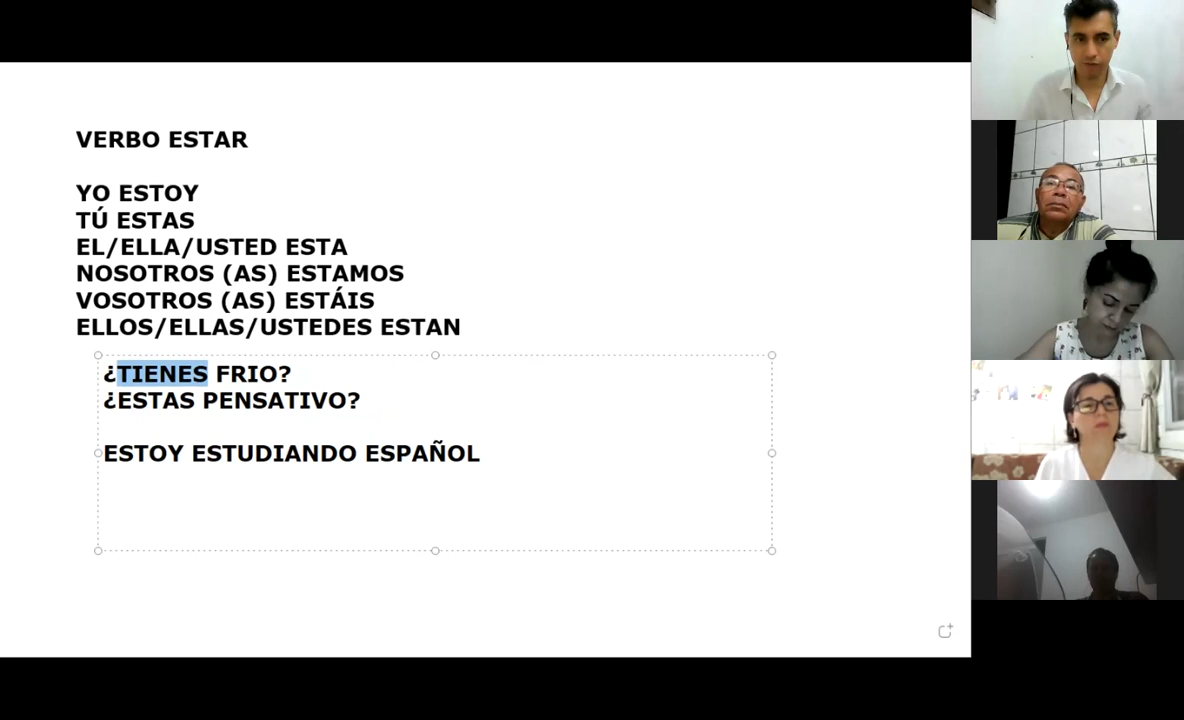 VERBO ESTAR
YO ESTOY
TÚ ESTAS
EL/ELLA/USTED ESTA
NOSOTROS (AS) ESTAMOS
VOSOTROS (AS) ESTÁIS
ELLOS/ELLAS/USTEDES ESTAN
¿TIENES FRIO?
¿ESTAS PENSATIVO?
ESTOY ESTUDIANDO ESPAÑOL